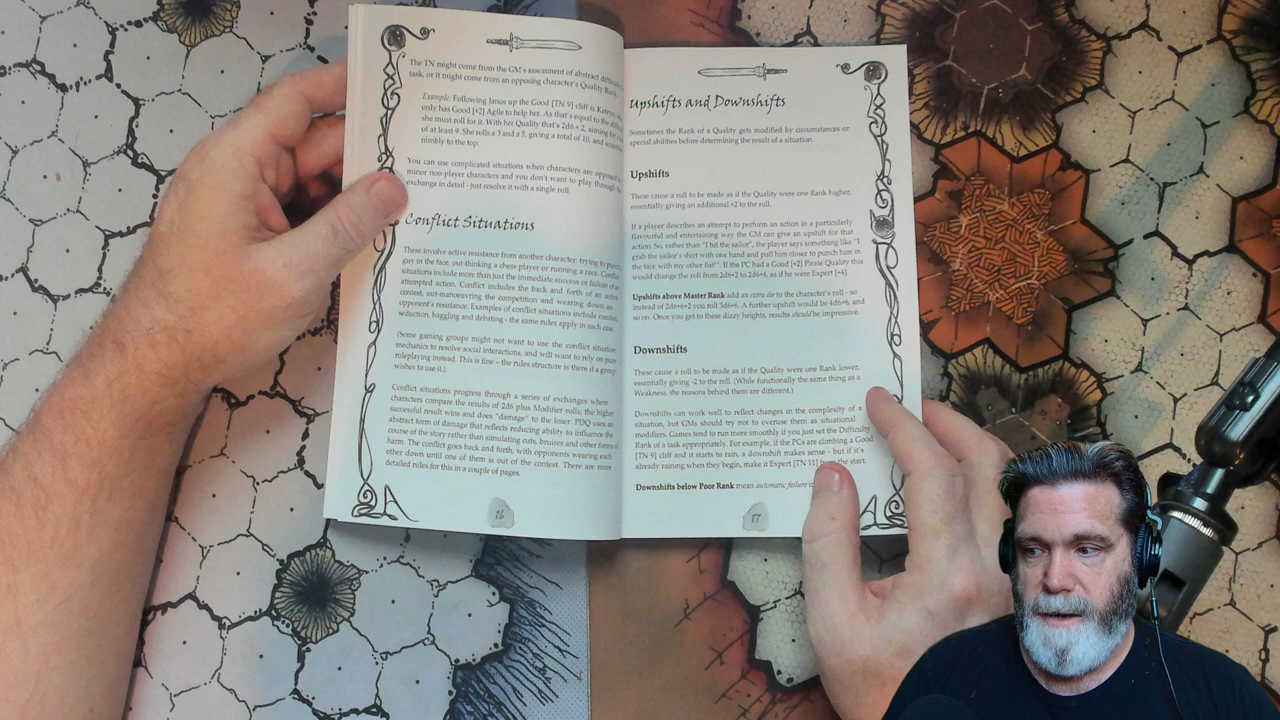 The TN might come from the GM's assessment of abstract
task, or it might come from an opposing character's Quality Rank.
Example: Following Janos up the Good [TN 9] cliff is
only has Good [+2] Agile to help her. As that's equal to the
she must roll for it. With her Quality that's 2d6 + 2, aiming for
of at least 9. She rolls a 3 and a 5, giving a total of 10, and
nimbly to the top.
You can use complicated situations when characters are opposed
minor non-player characters and you don't want to play through
exchange in detail - just resolve it with a single roll.
Conflict Situations
These involve active resistance from another character: trying to punch
guy in the face, out-thinking a chess player or running a race. Conflict
situations include more than just the immediate success or failure of
attempted action. Conflict includes the back and forth of an active
contest, out-manœuvring the competition and wearing down an
opponent's resistance. Examples of conflict situations include combat,
seduction, haggling and debating - the same rules apply in each case.
(Some gaming groups might not want to use the conflict situation
mechanics to resolve social interactions, and will want to rely on pure
roleplaying instead. This is fine – the rules structure is there if a group
wishes to use it.)
Conflict situations progress through a series of exchanges where
characters compare the results of 2d6 plus Modifier rolls; the higher
successful result wins and does "damage" to the loser. PDQ uses an
abstract form of damage that reflects reducing ability to influence the
course of the story rather than simulating cuts, bruises and other forms of
harm. The conflict goes back and forth, with opponents wearing each
other down until one of them is out of the contest. There are more
detailed rules for this in a couple of pages.
16
Upshifts and Downshifts
Sometimes the Rank of a Quality gets modified by circumstances or
special abilities before determining the result of a situation.
Upshifts
These cause a roll to be made as if the Quality were one Rank higher,
essentially giving an additional +2 to the roll.
If a player describes an attempt to perform an action in a particularly
flavourful and entertaining way the GM can give an upshift for that
action. So, rather than "I hit the sailor", the player says something like "I
grab the sailor's shirt with one hand and pull him closer to punch him in
the face with my other fist!". If the PC had a Good [+2] Pirate Quality this
would change the roll from 2d6+2 to 2d6+4, as if he were Expert [+4].
Upshifts above Master Rank add an extra die to the character's roll - so
instead of 2d6+6+2 you roll 3d6+6. A further upshift would be 4d6+6, and
so on. Once you get to these dizzy heights, results should be impressive.
Downshifts
These cause a roll to be made as if the Quality were one Rank lower,
essentially giving -2 to the roll. (While functionally the same thing as a
Weakness, the reasons behind them are different.)
Downshifts can work well to reflect changes in the complexity of a
situation, but GMs should try not to overuse them as situational
modifiers. Games tend to run more smoothly if you just set the Difficulty
Rank of a task appropriately. For example, if the PCs are climbing a Good
[TN 9] cliff and it starts to rain, a downshift makes sense - but if it's
already raining when they begin, make it Expert [TN 11] from the start.
Downshifts below Poor Rank mean automatic failure
17